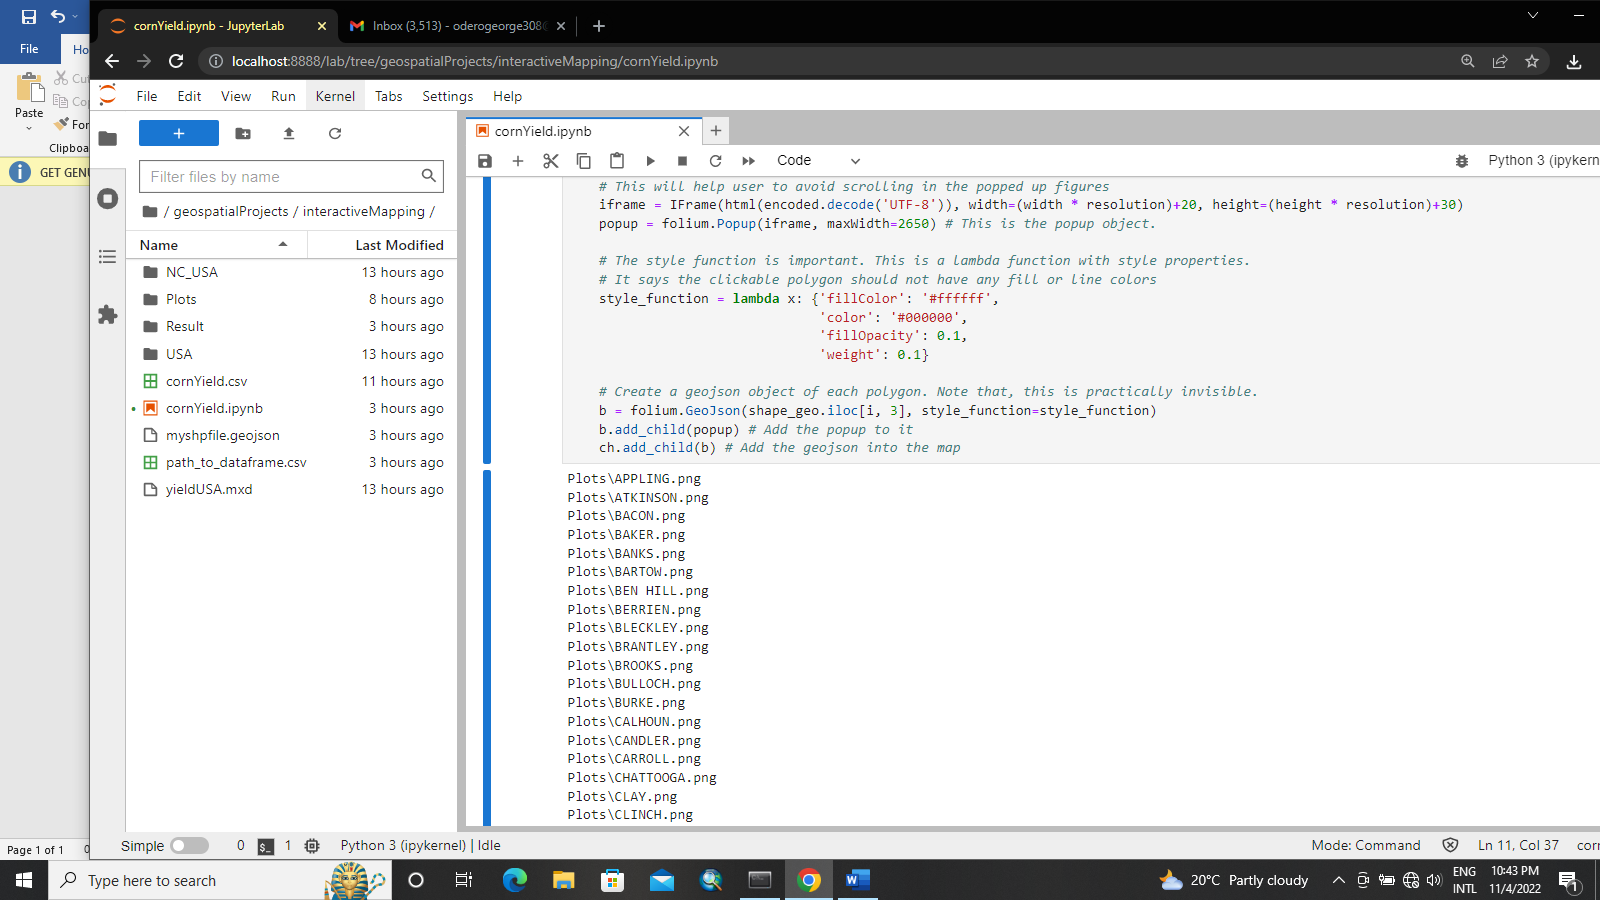 File
Ho
Paste
Cu
Co
For
Clipboa
GET GENU
Page 1 of 1
cornYield.ipynb - JupyterLab
Inbox (3,513) - oderogeorge308
localhost:8888/lab/tree/geospatialProjects/interactiveMapping/cornYield.ipynb
File Edit View Run Kernel Tabs Settings Help
Filter files by name
/ geospatialProjects / interactiveMapping /
Name Last Modified
NC_USA 13 hours ago
Plots 8 hours ago
Result 3 hours ago
USA 13 hours ago
cornYield.csv 11 hours ago
cornYield.ipynb 3 hours ago
myshpfile.geojson 3 hours ago
path_to_dataframe.csv 3 hours ago
yieldUSA.mxd 13 hours ago
cornYield.ipynb
Code
Python 3 (ipykern
# This will help user to avoid scrolling in the popped up figures
iframe = IFrame(html(encoded.decode('UTF-8')), width=(width * resolution)+20, height=(height * resolution)+30)
popup = folium.Popup(iframe, maxWidth=2650) # This is the popup object.
# The style function is important. This is a lambda function with style properties.
# It says the clickable polygon should not have any fill or line colors
style_function = lambda x: {'fillColor': '#ffffff',
'color': '#000000',
'fillOpacity': 0.1,
'weight': 0.1}
# Create a geojson object of each polygon. Note that, this is practically invisible.
b = folium.GeoJson(shape_geo.iloc[i, 3], style_function=style_function)
b.add_child(popup) # Add the popup to it
ch.add_child(b) # Add the geojson into the map
Plots\APPLING.png
Plots\ATKINSON.png
Plots\BACON.png
Plots\BAKER.png
Plots\BANKS.png
Plots\BARTOW.png
Plots\BEN HILL.png
Plots\BERRIEN.png
Plots\BLECKLEY.png
Plots\BRANTLEY.png
Plots\BROOKS.png
Plots\BULLOCH.png
Plots\BURKE.png
Plots\CALHOUN.png
Plots\CANDLER.png
Plots\CARROLL.png
Plots\CHATTOOGA.png
Plots\CLAY.png
Plots\CLINCH.png
Simple 0 1 Python 3 (ipykernel) | Idle
Mode: Command Ln 11, Col 37 corn
Type here to search
20°C Partly cloudy
ENG
INTL
10:43 PM
11/4/2022
1